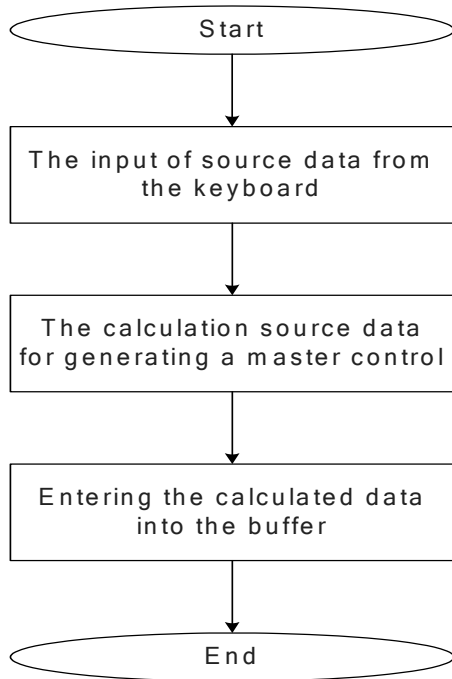 Start
The input of source data from
the keyboard
The calculation source data
for generating a master control
Entering the calculated data
into the buffer
End